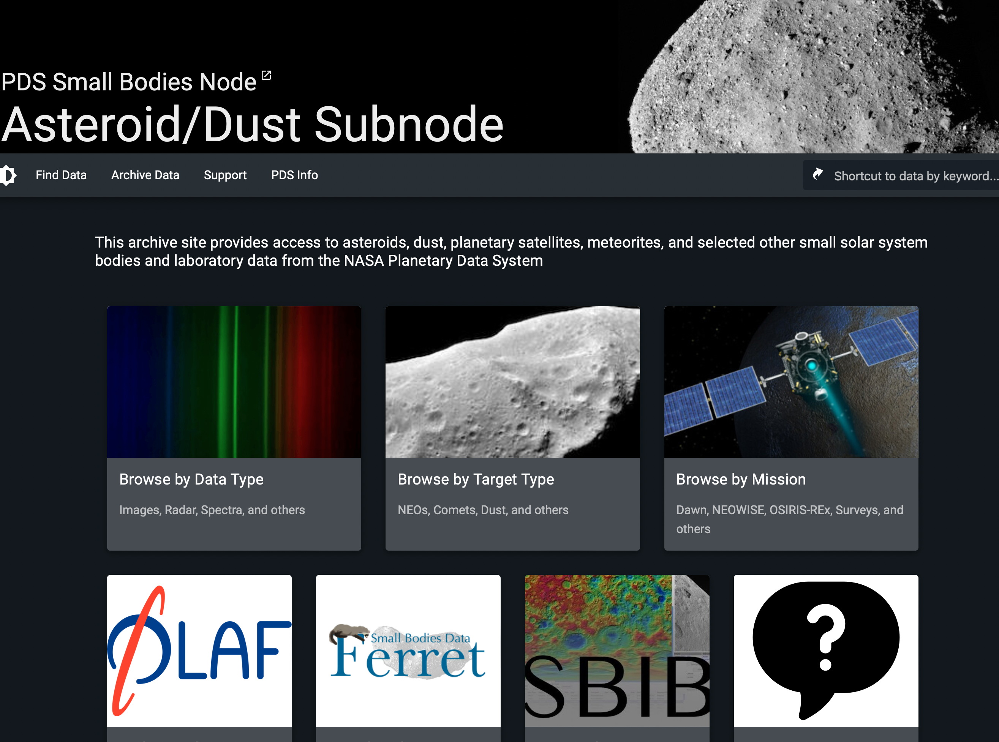 PDS Small Bodies Node
Asteroid/Dust Subnode
Find Data
Archive Data
Support
PDS Info
Shortcut to data by keyword...
This archive site provides access to asteroids, dust, planetary satellites, meteorites, and selected other small solar system
bodies and laboratory data from the NASA Planetary Data System
Browse by Data Type
Images, Radar, Spectra, and others
Browse by Target Type
NEOs, Comets, Dust, and others
Browse by Mission
Dawn, NEOWISE, OSIRIS-REx, Surveys, and
others
OLAF
Small Bodies Data
Ferret
SBIB
?